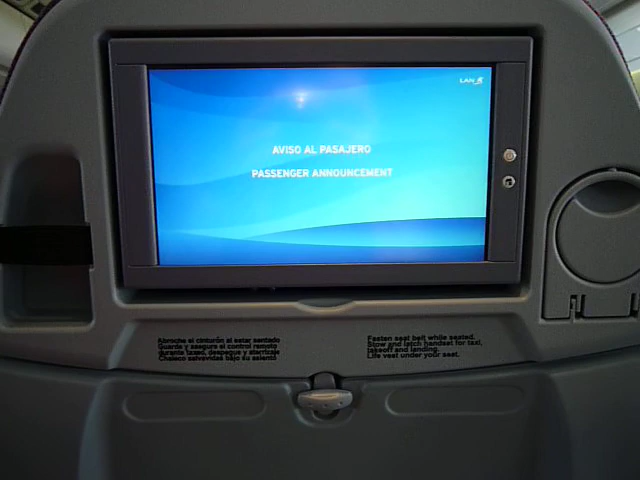 LAN
AVISO AL PASAJERO
PASSENGER ANNOUNCEMENT
Abroche el cinturón al estar sentado
Guarde y asegure el control remoto
durante taxeo, despegue y aterrizaje
Chaleco salvavidas bajo su asiento
Fasten seat belt while seated.
Stow and latch handset for taxi,
takeoff and landing.
Life vest under your seat.